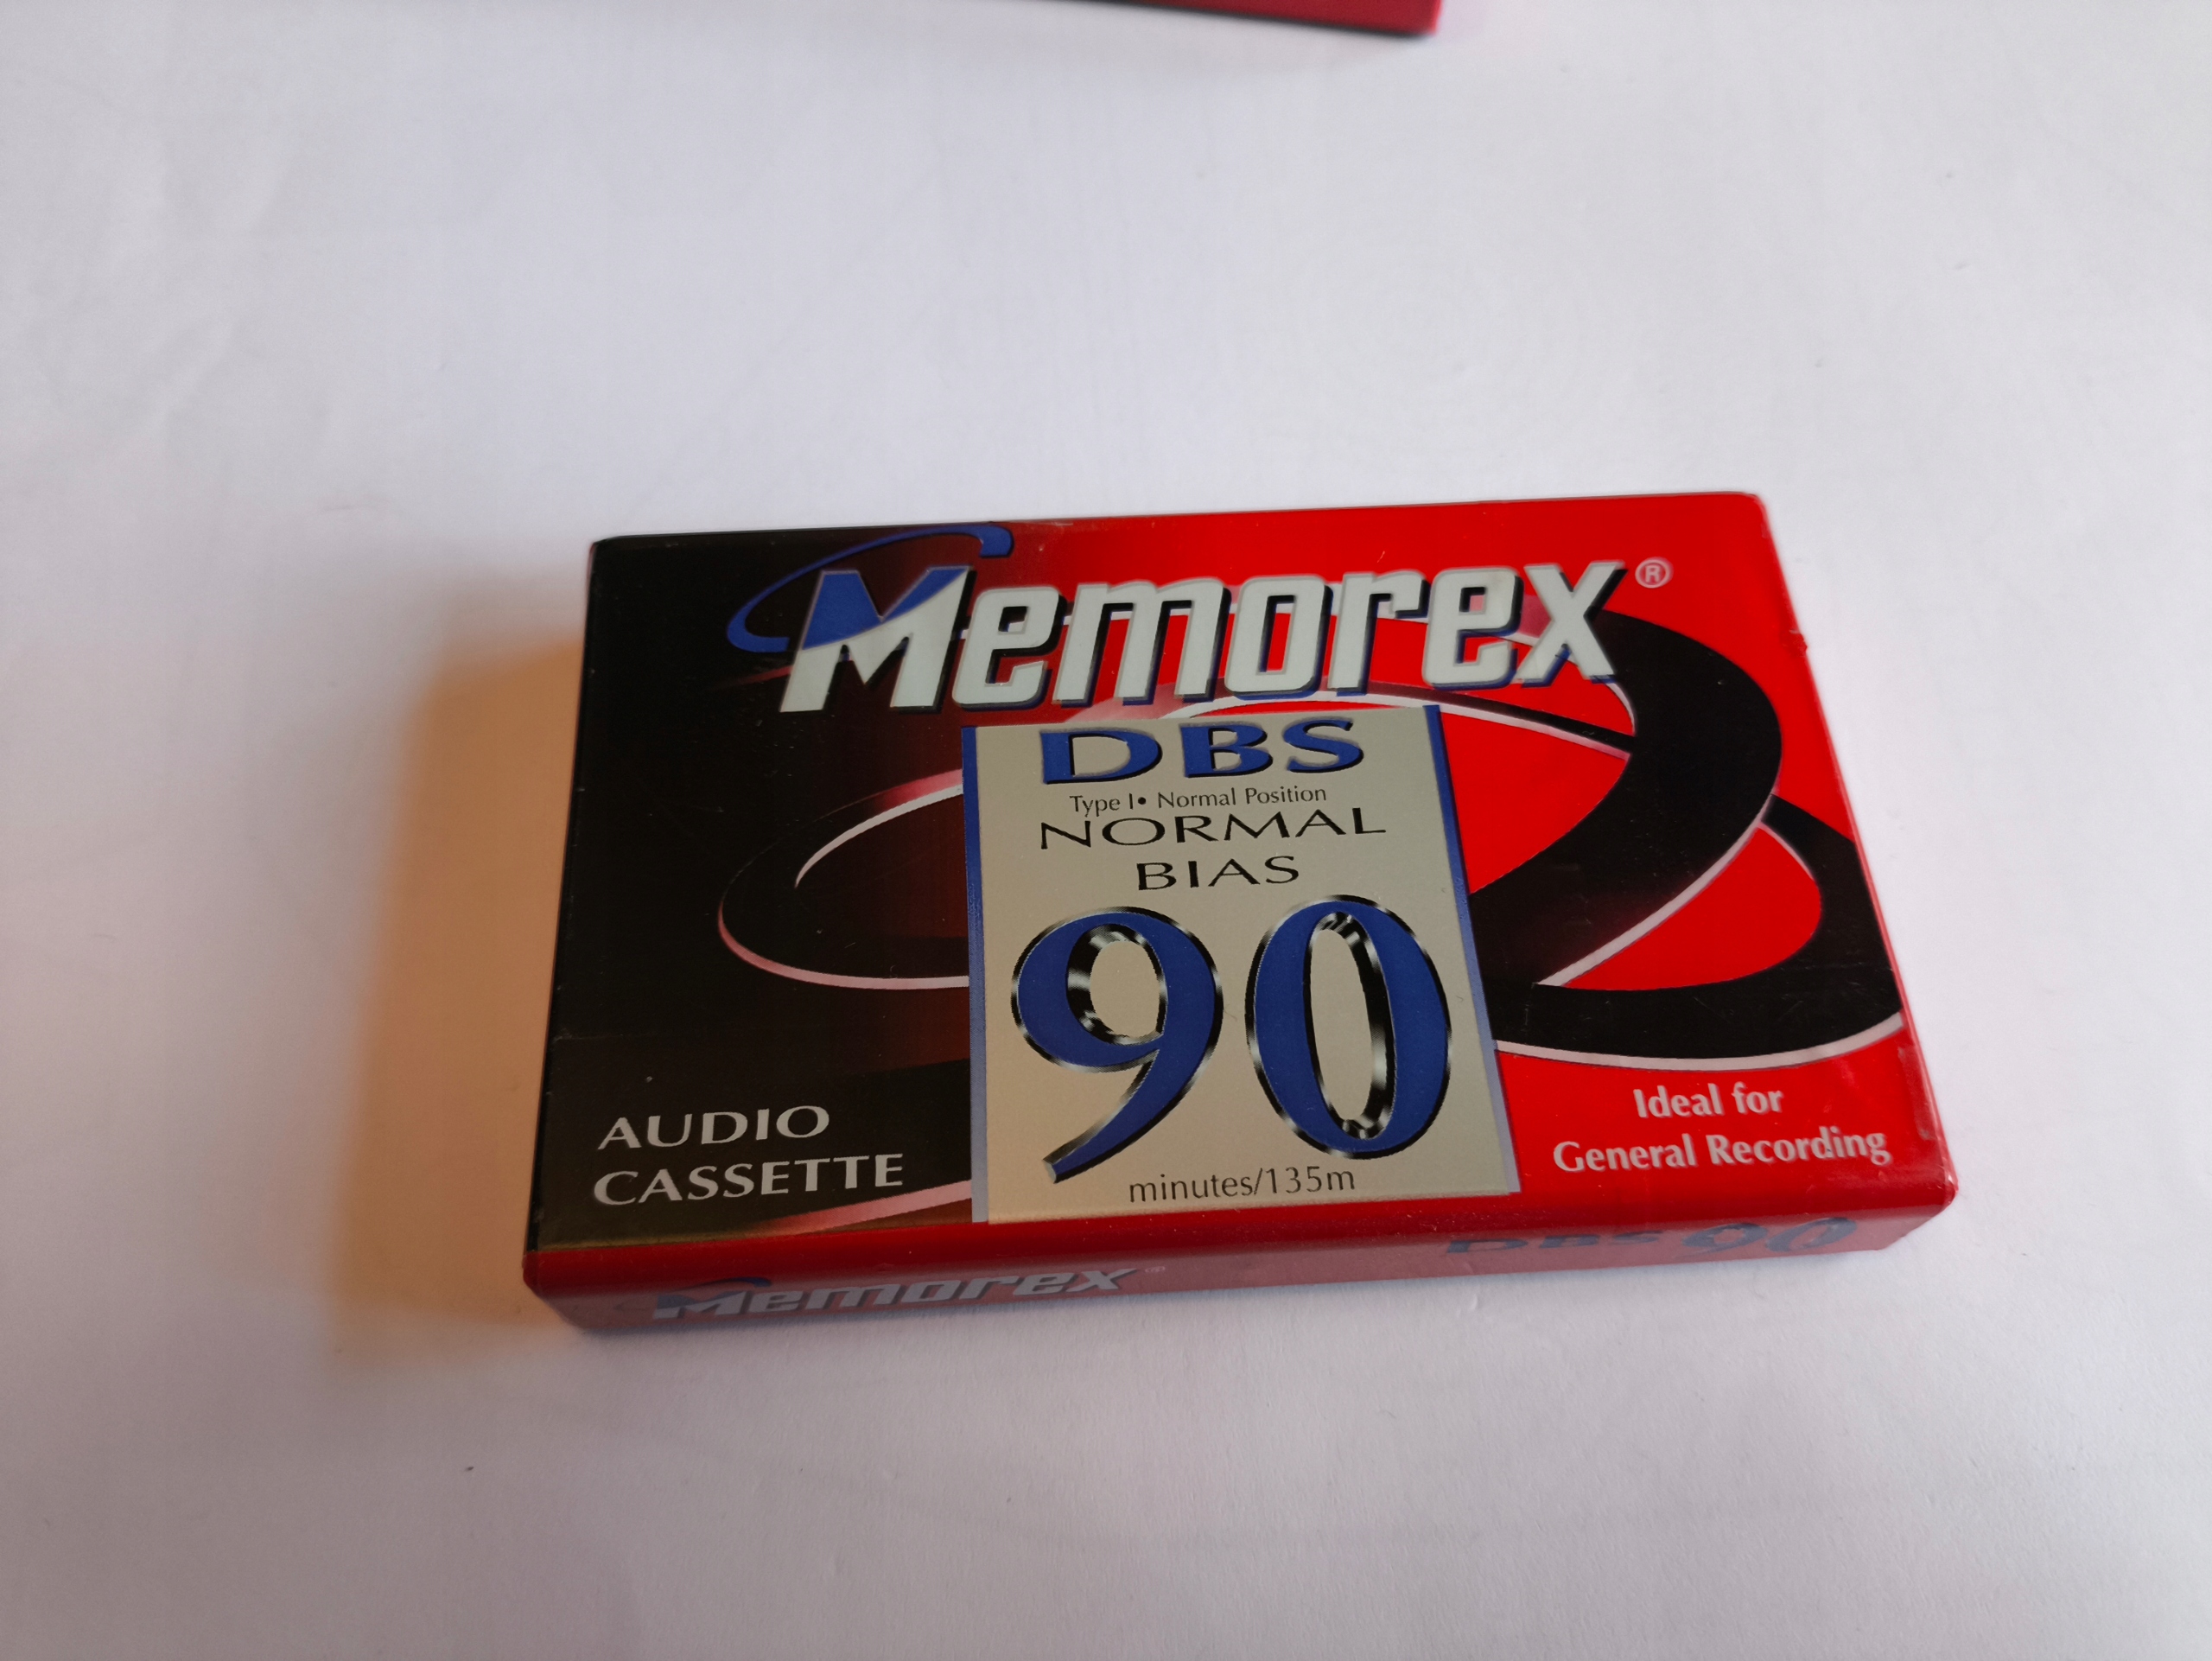 Memorex®
DBS
Type I• Normal Position
NORMAL
BIAS
90
minutes/135m
AUDIO
CASSETTE
Ideal for
General Recording
Memorex®
DBS 90